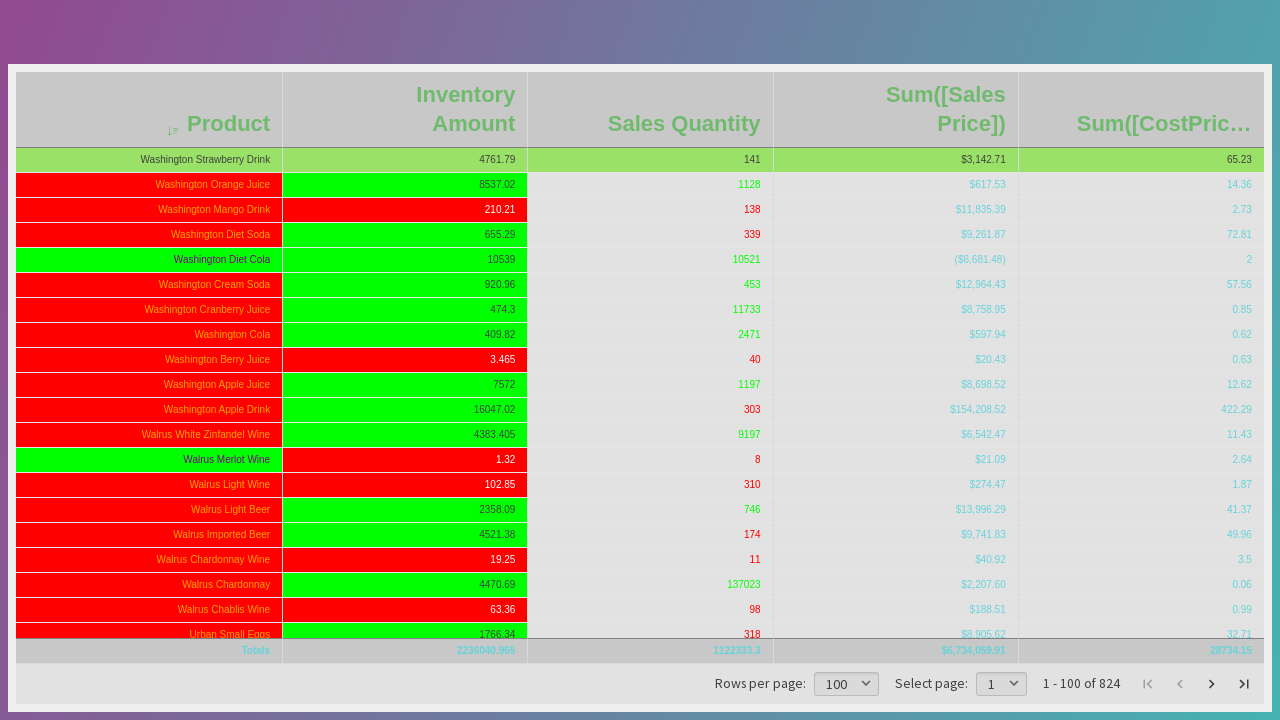 Product Inventory Amount Sales Quantity Sum([Sales Price]) Sum([CostPric…
Washington Strawberry Drink 4761.79 141 $3,142.71 65.23
Washington Orange Juice 8537.02 1128 $617.53 14.36
Washington Mango Drink 210.21 138 $11,835.39 2.73
Washington Diet Soda 655.29 339 $9,261.87 72.81
Washington Diet Cola 10539 10521 ($6,681.48) 2
Washington Cream Soda 920.96 453 $12,964.43 57.56
Washington Cranberry Juice 474.3 11733 $8,758.95 0.85
Washington Cola 409.82 2471 $597.94 0.62
Washington Berry Juice 3.465 40 $20.43 0.63
Washington Apple Juice 7572 1197 $8,698.52 12.62
Washington Apple Drink 16047.02 303 $154,208.52 422.29
Walrus White Zinfandel Wine 4383.405 9197 $6,542.47 11.43
Walrus Merlot Wine 1.32 8 $21.09 2.64
Walrus Light Wine 102.85 310 $274.47 1.87
Walrus Light Beer 2358.09 746 $13,996.29 41.37
Walrus Imported Beer 4521.38 174 $9,741.83 49.96
Walrus Chardonnay Wine 19.25 11 $40.92 3.5
Walrus Chardonnay 4470.69 137023 $2,207.60 0.06
Walrus Chablis Wine 63.36 98 $188.51 0.99
Urban Small Eggs 1766.34 318 $8,905.62 32.71
Totals 2236040.965 1122333.3 $6,734,059.91 28734.15
Rows per page: 100 Select page: 1 1 - 100 of 824